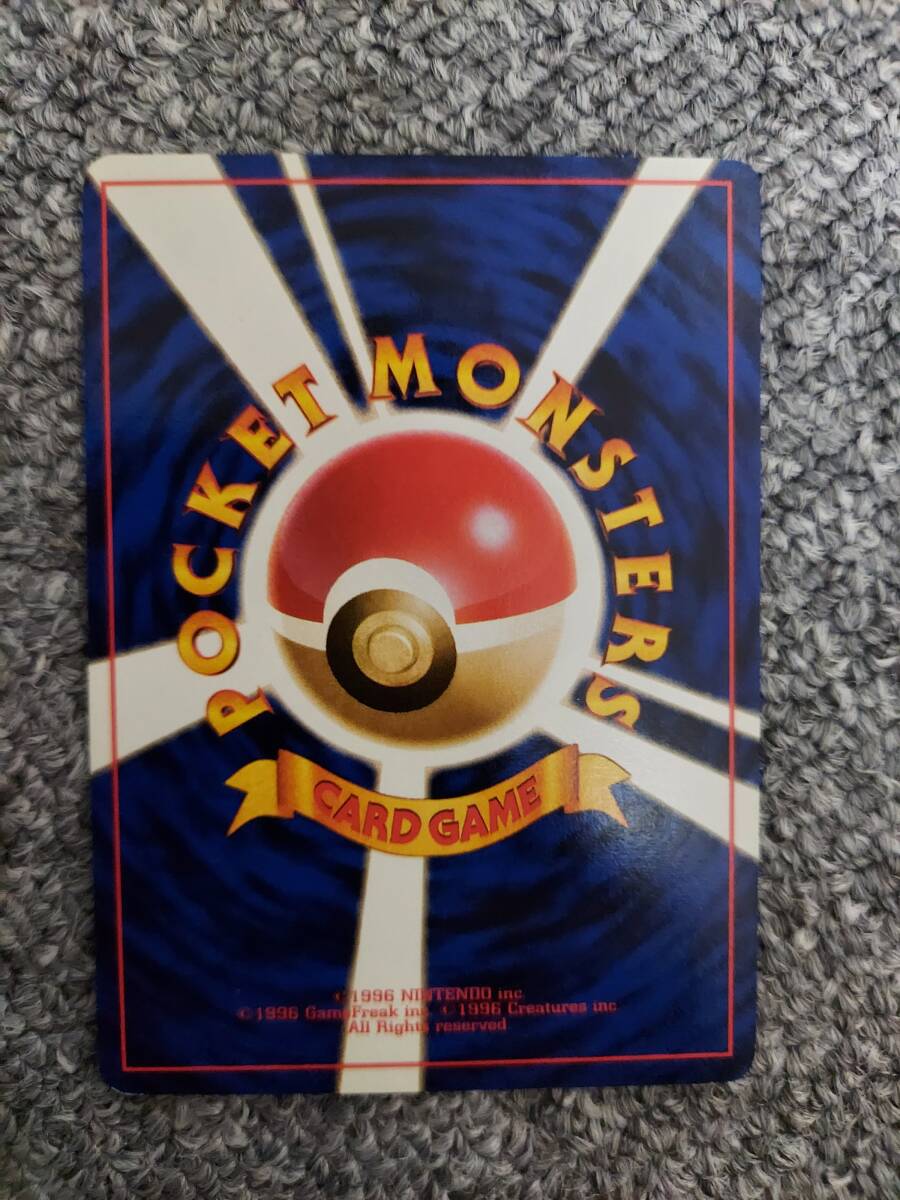 POCKET MONSTERS
CARD GAME
©1996 NINTENDO inc
©1996 GameFreak inc. ©1996 Creatures inc
All Rights reserved